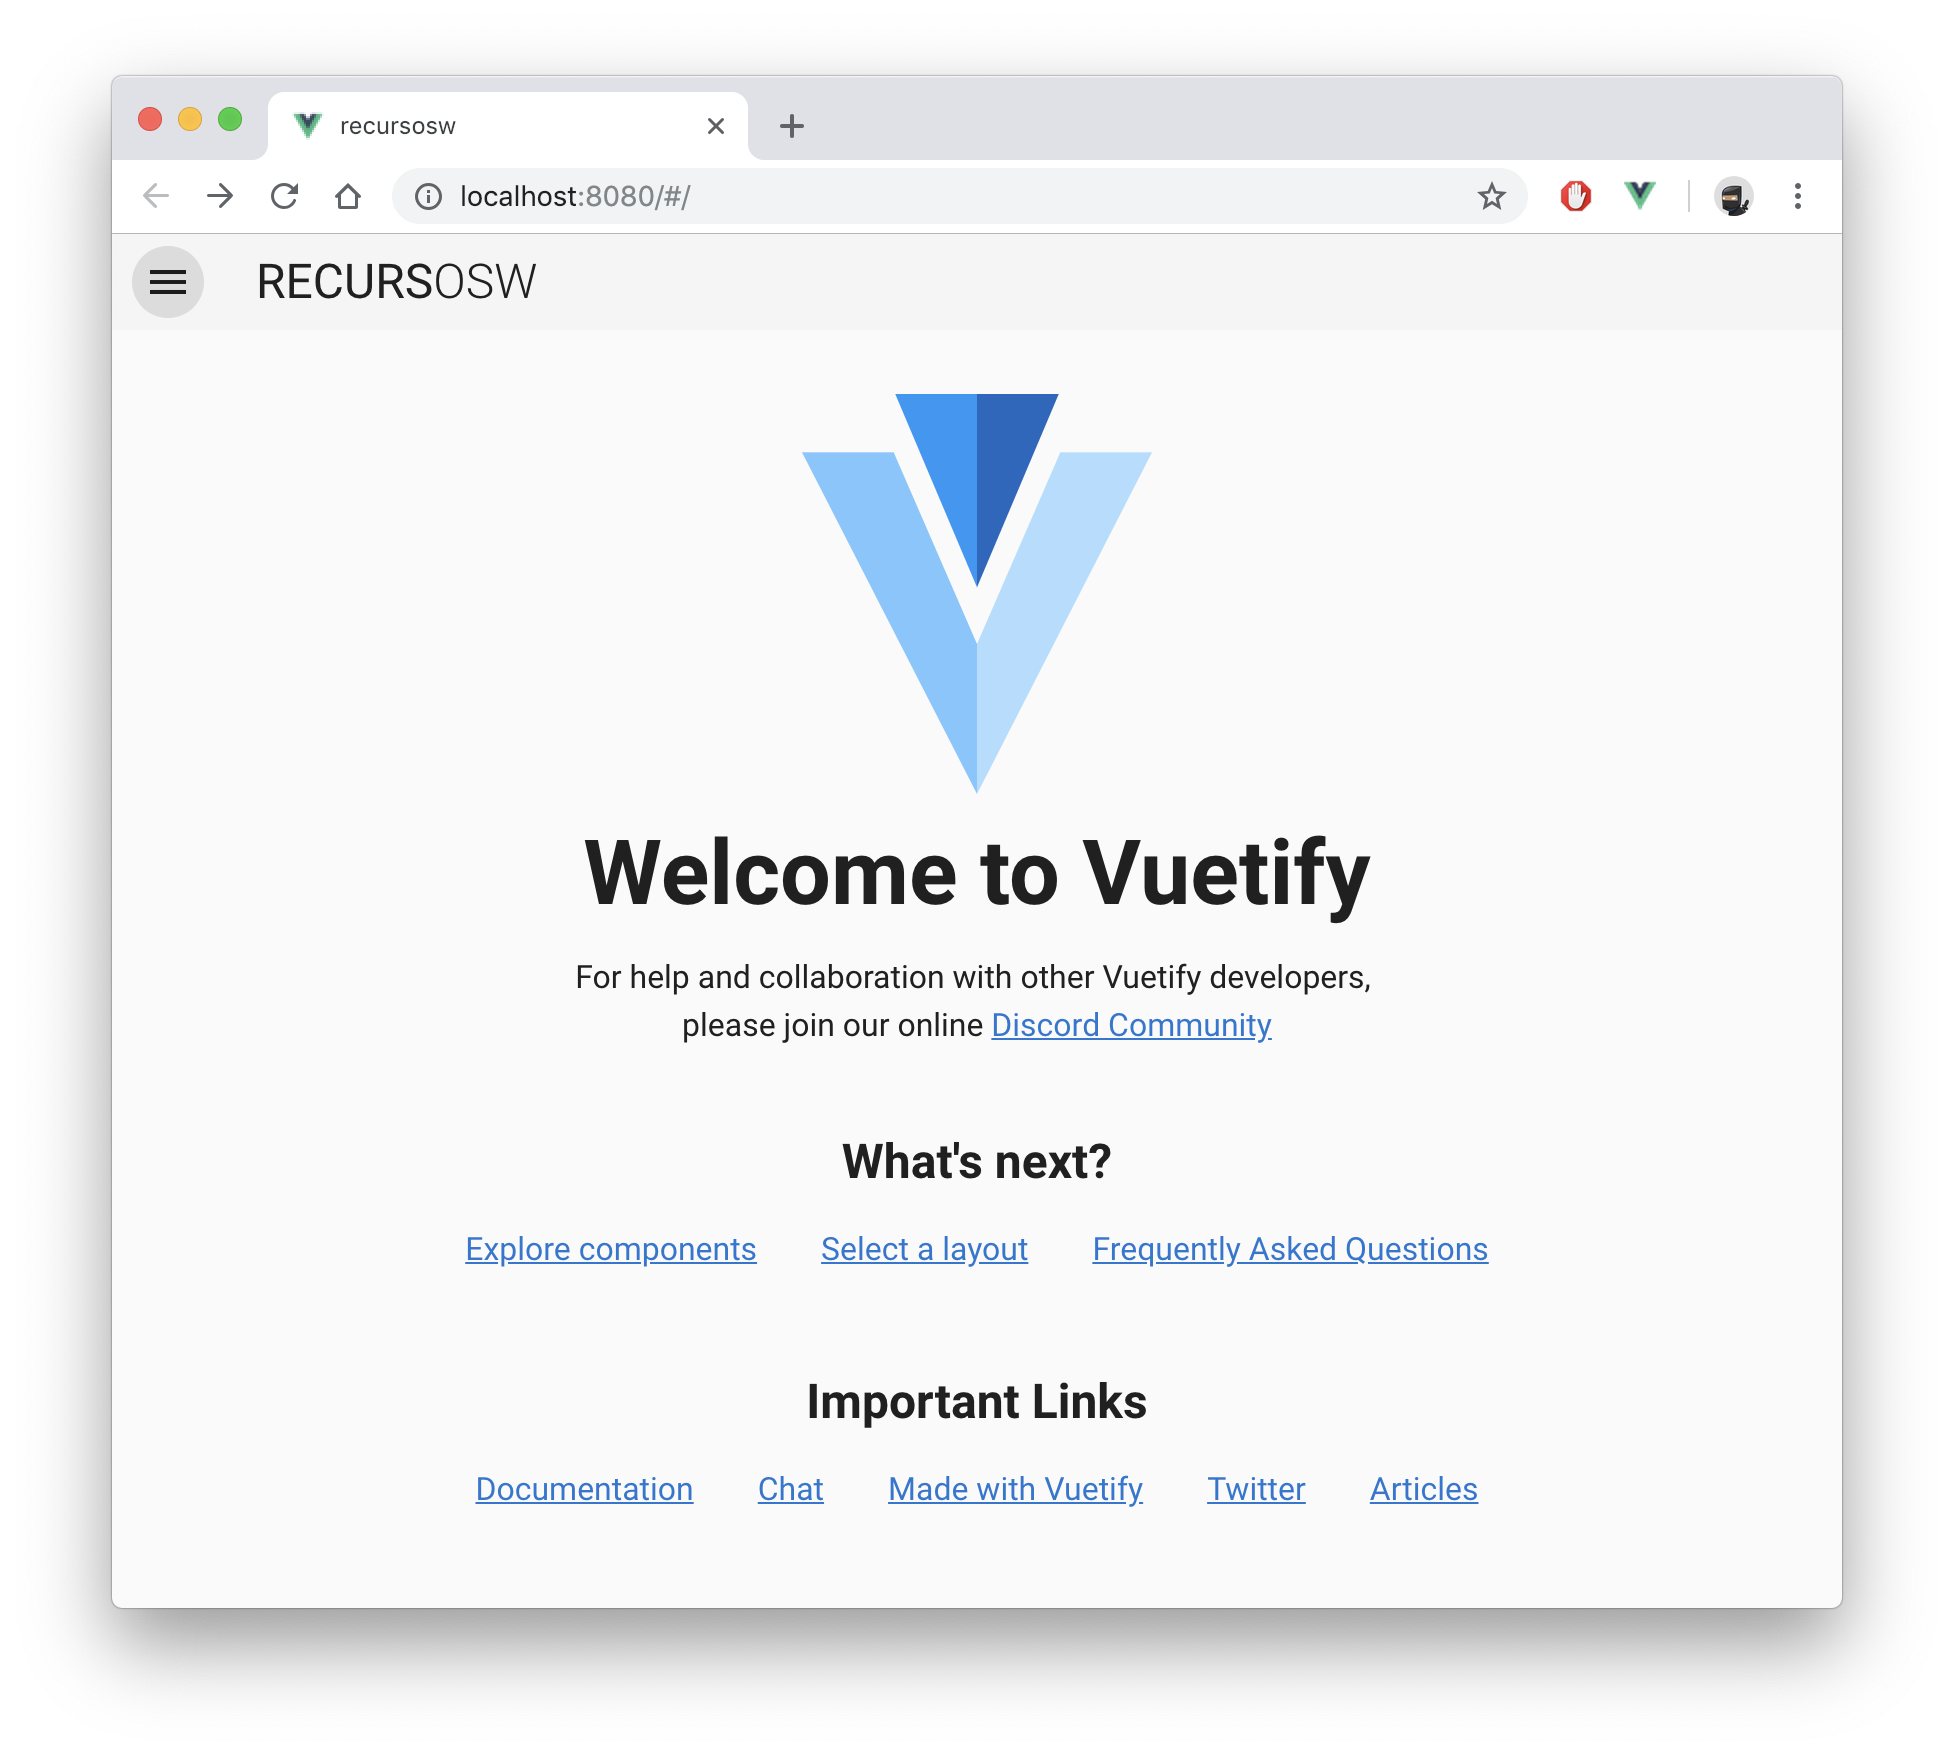 recursosw
localhost:8080/#/
RECURSOSW
Welcome to Vuetify
For help and collaboration with other Vuetify developers,
please join our online Discord Community
What's next?
Explore components Select a layout Frequently Asked Questions
Important Links
Documentation Chat Made with Vuetify Twitter Articles